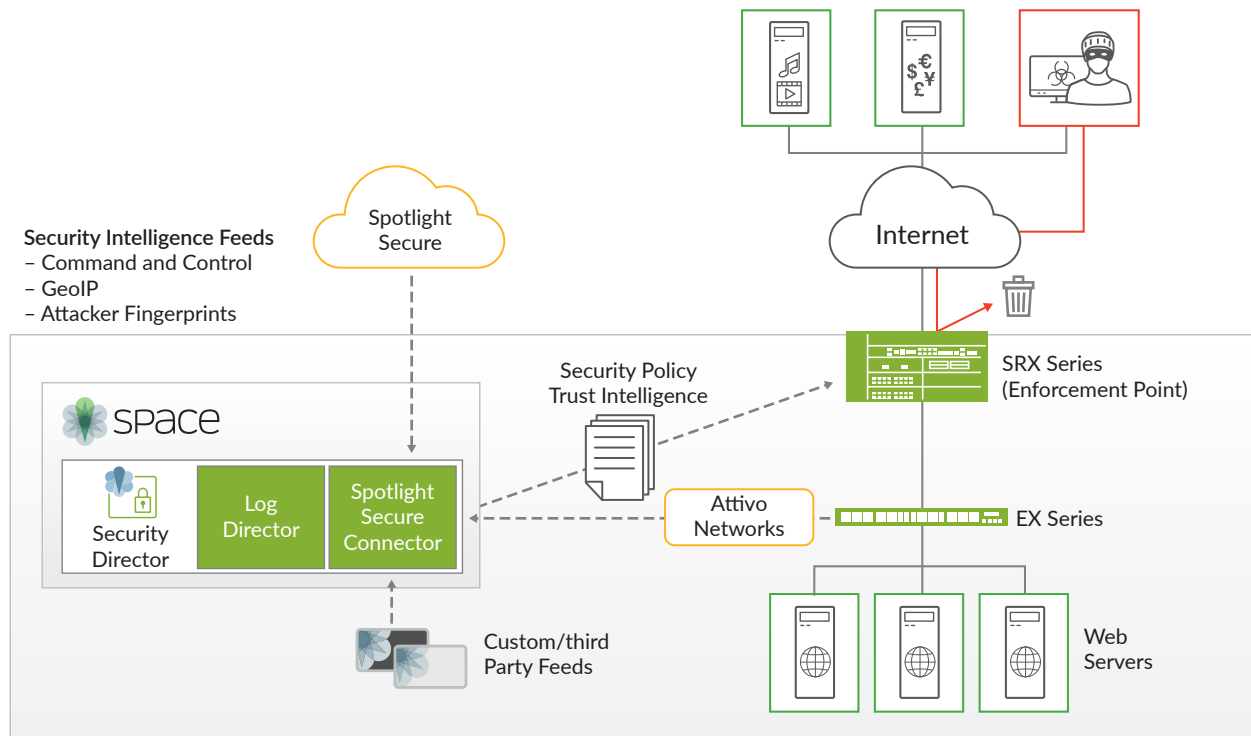 $ € ¥ £
Spotlight
Secure
Internet
Security Intelligence Feeds
– Command and Control
– GeoIP
– Attacker Fingerprints
Security Policy
Trust Intelligence
SRX Series
(Enforcement Point)
space
Security
Director
Log
Director
Spotlight
Secure
Connector
Attivo
Networks
EX Series
Custom/third
Party Feeds
Web
Servers